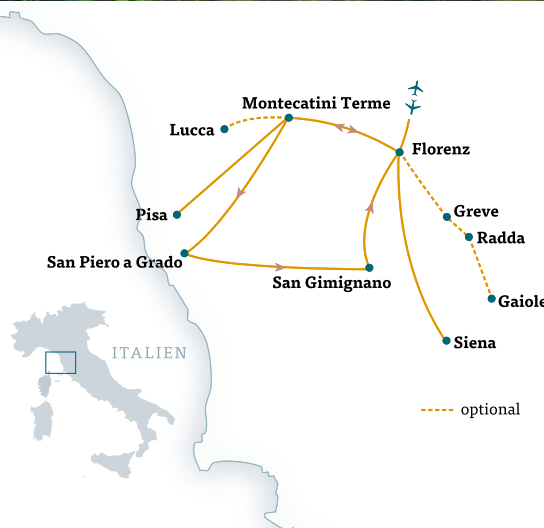 Montecatini Terme
Lucca
Florenz
Pisa
Greve
Radda
San Piero a Grado
San Gimignano
Gaiole
Siena
ITALIEN
optional